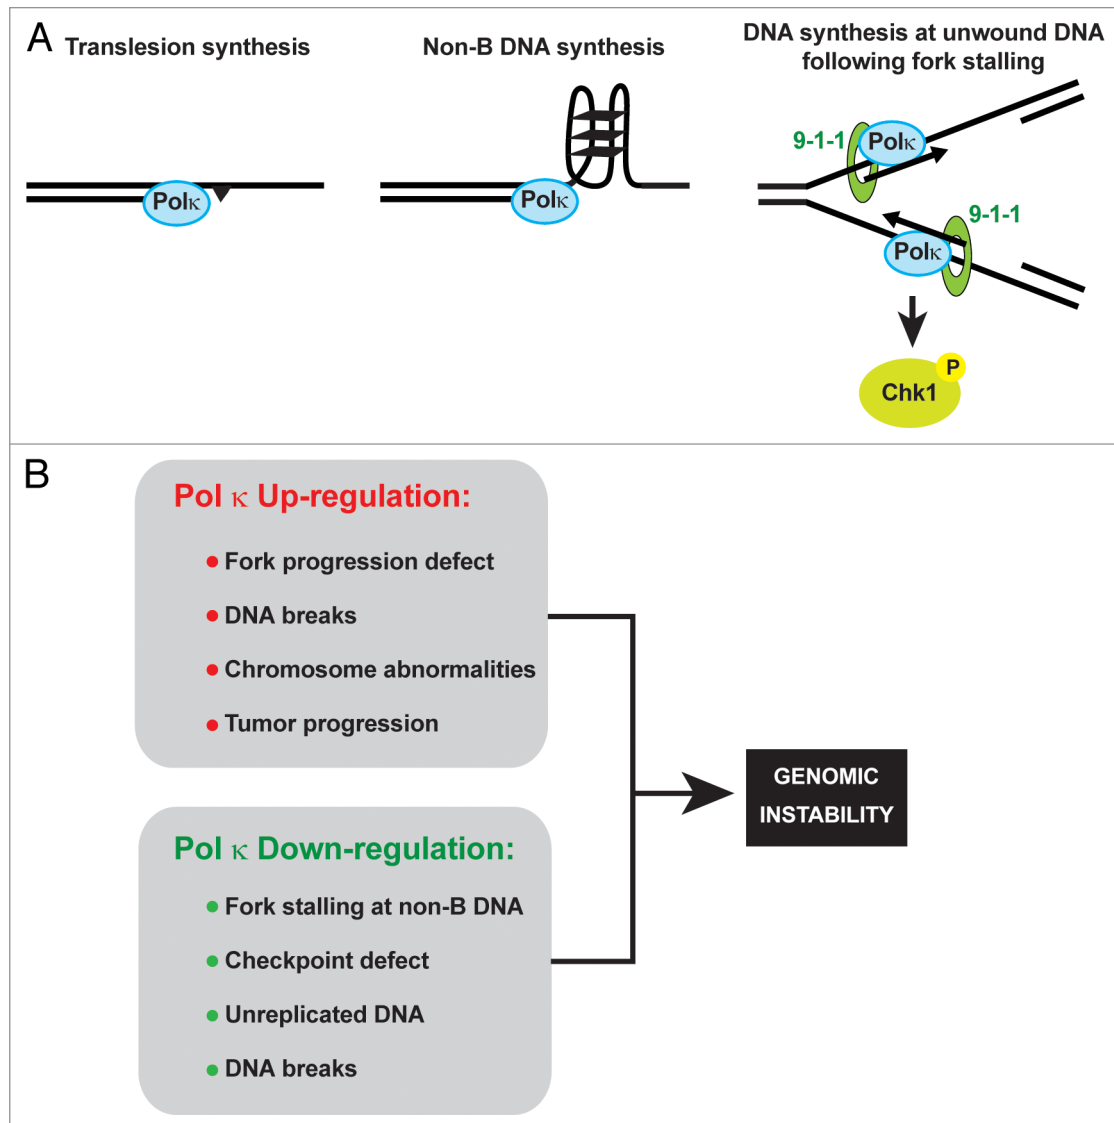 A
Translesion synthesis
Non-B DNA synthesis
DNA synthesis at unwound DNA
following fork stalling
Polκ
Polκ
9-1-1
Polκ
9-1-1
Polκ
P
Chk1
B
Pol κ Up-regulation:
Fork progression defect
DNA breaks
Chromosome abnormalities
Tumor progression
GENOMIC
INSTABILITY
Pol κ Down-regulation:
Fork stalling at non-B DNA
Checkpoint defect
Unreplicated DNA
DNA breaks